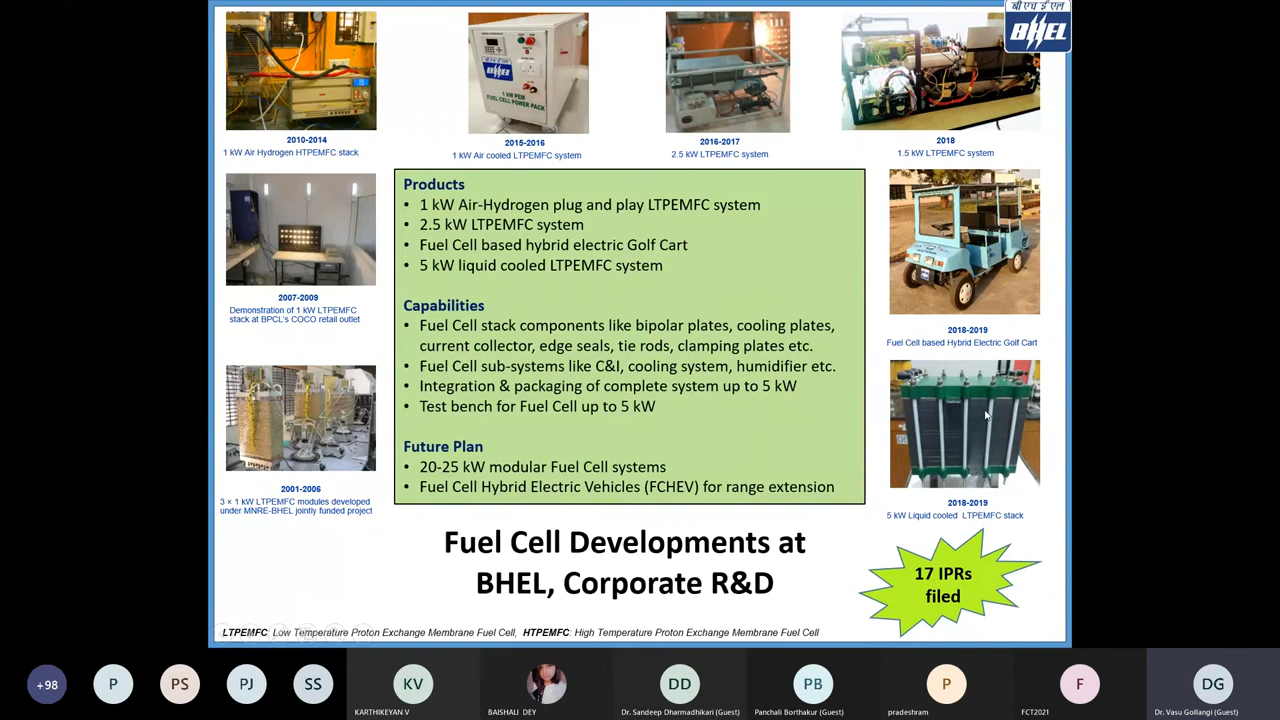 बी एच ई एल
BHEL
BHEL
1 kW PEM
FUEL CELL POWER PACK
2010-2014
1 kW Air Hydrogen HTPEMFC stack
2015-2016
1 kW Air cooled LTPEMFC system
2016-2017
2.5 kW LTPEMFC system
2018
1.5 kW LTPEMFC system
2007-2009
Demonstration of 1 kW LTPEMFC
stack at BPCL's COCO retail outlet
2001-2006
3 × 1 kW LTPEMFC modules developed
under MNRE-BHEL jointly funded project
Products
• 1 kW Air-Hydrogen plug and play LTPEMFC system
• 2.5 kW LTPEMFC system
• Fuel Cell based hybrid electric Golf Cart
• 5 kW liquid cooled LTPEMFC system
Capabilities
• Fuel Cell stack components like bipolar plates, cooling plates,
current collector, edge seals, tie rods, clamping plates etc.
• Fuel Cell sub-systems like C&I, cooling system, humidifier etc.
• Integration & packaging of complete system up to 5 kW
• Test bench for Fuel Cell up to 5 kW
Future Plan
• 20-25 kW modular Fuel Cell systems
• Fuel Cell Hybrid Electric Vehicles (FCHEV) for range extension
2018-2019
Fuel Cell based Hybrid Electric Golf Cart
2018-2019
5 kW Liquid cooled LTPEMFC stack
Fuel Cell Developments at
BHEL, Corporate R&D
17 IPRs
filed
LTPEMFC: Low Temperature Proton Exchange Membrane Fuel Cell, HTPEMFC: High Temperature Proton Exchange Membrane Fuel Cell
+98
P
PS
PJ
SS
KV
DD
PB
P
F
DG
KARTHIKEYAN V
BAISHALI DEY
Dr. Sandeep Dharmadhikari (Guest)
Panchali Borthakur (Guest)
pradeshram
FCT2021
Dr. Vasu Gollangi (Guest)